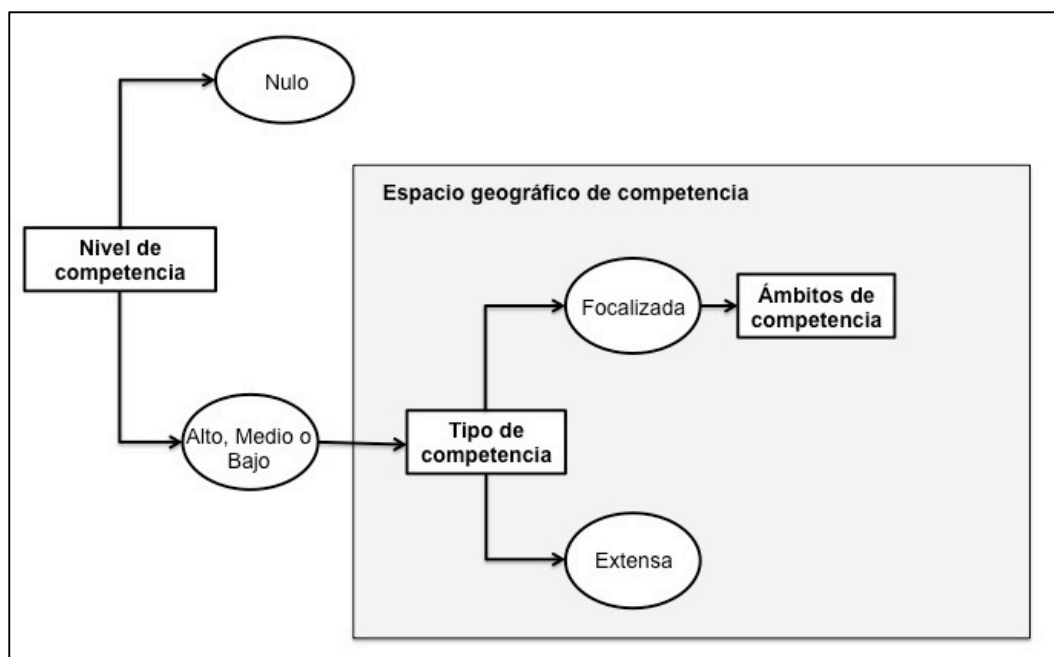 Nulo
Espacio geográfico de competencia
Nivel de
competencia
Focalizada
Ámbitos de
competencia
Alto, Medio o
Bajo
Tipo de
competencia
Extensa